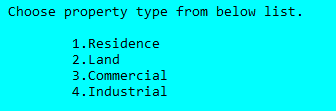 Choose property type from below list.
1.Residence
2.Land
3.Commercial
4.Industrial